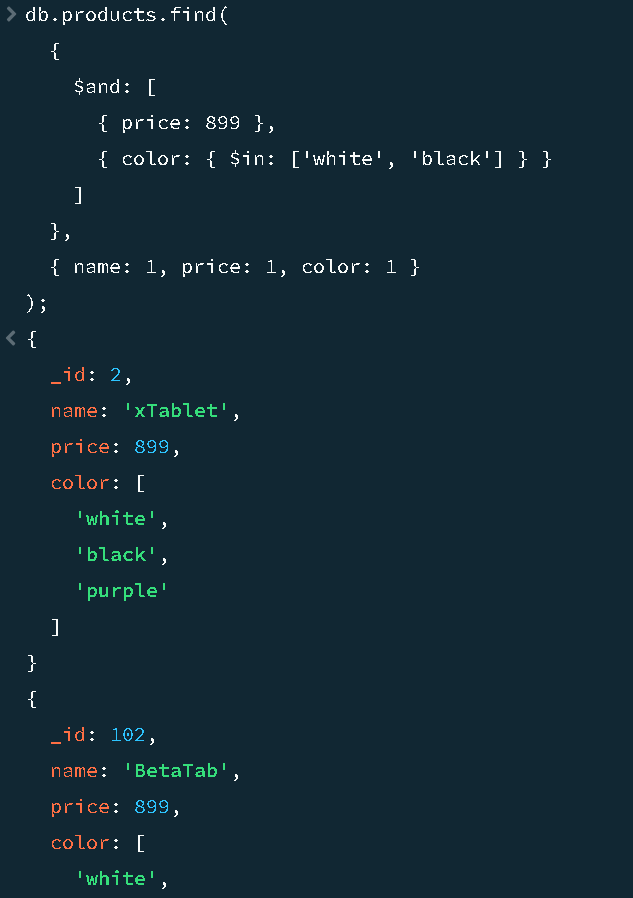 db.products.find(
{
$and: [
{ price: 899 },
{ color: { $in: ['white', 'black'] } }
]
},
{ name: 1, price: 1, color: 1 }
);
{
_id: 2,
name: 'xTablet',
price: 899,
color: [
'white',
'black',
'purple'
]
}
{
_id: 102,
name: 'BetaTab',
price: 899,
color: [
'white',